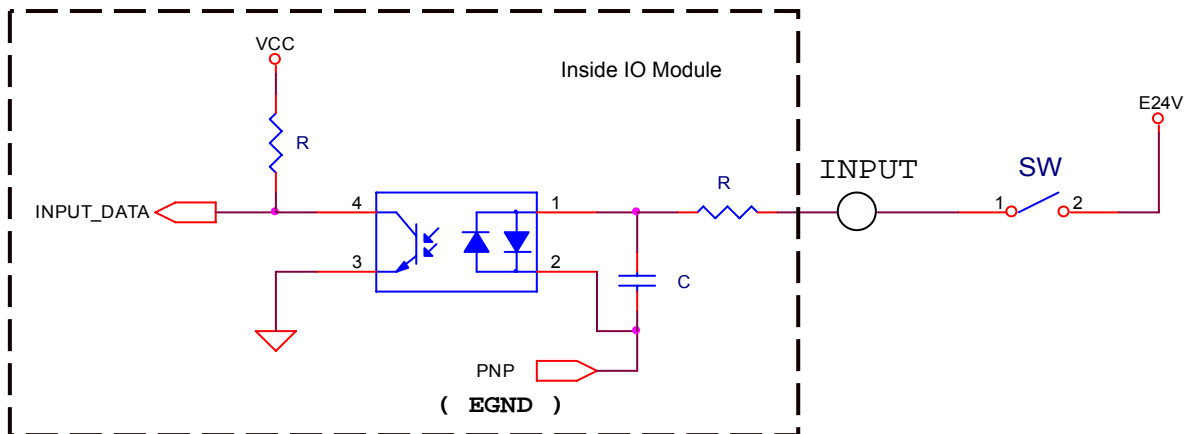 VCC
Inside IO Module
E24V
R
INPUT
SW
R
INPUT_DATA
4
1
1
2
3
2
C
PNP
( EGND )